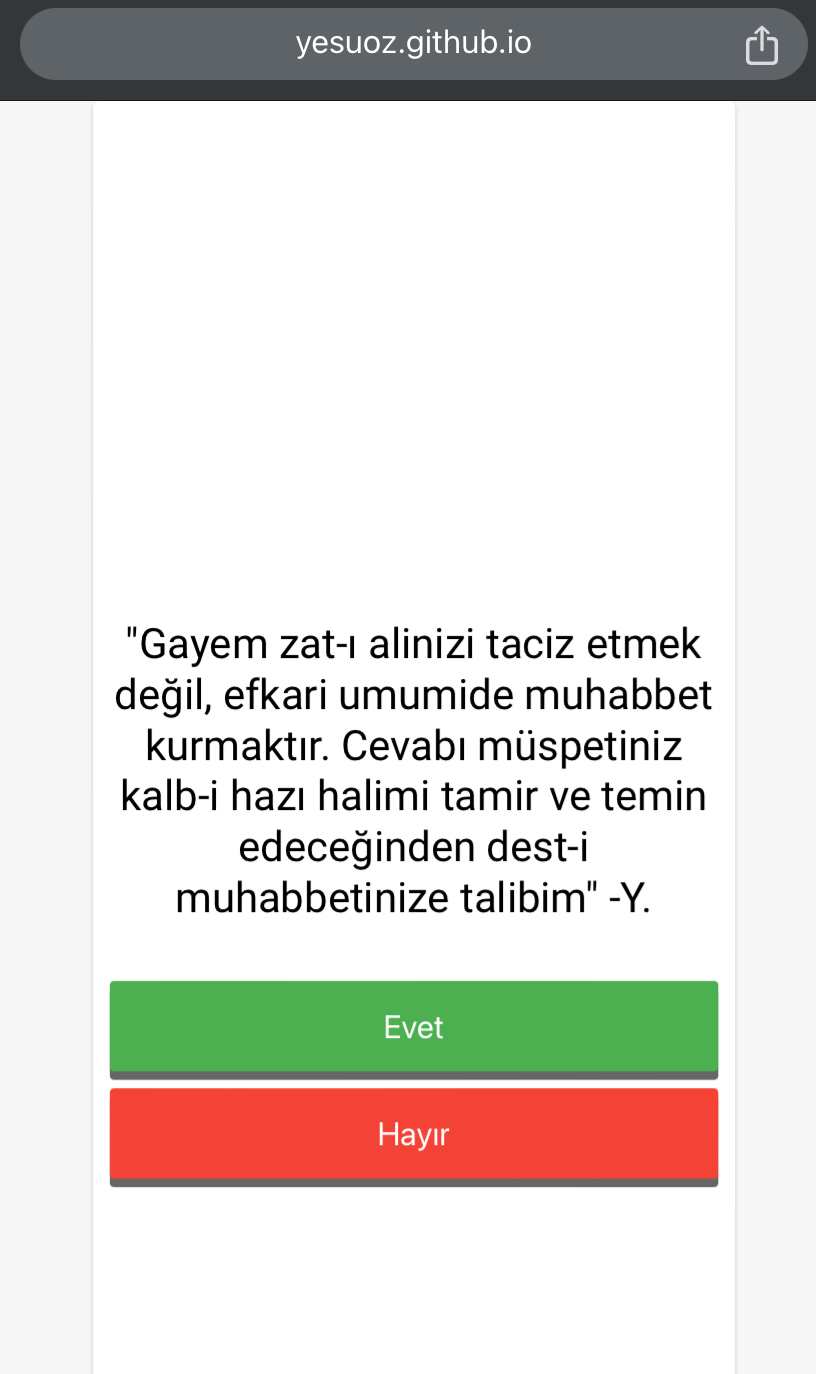 yesuoz.github.io
"Gayem zat-ı alinizi taciz etmek
değil, efkari umumide muhabbet
kurmaktır. Cevabı müspetiniz
kalb-i hazı halimi tamir ve temin
edeceğinden dest-i
muhabbetinize talibim" -Y.
Evet
Hayır